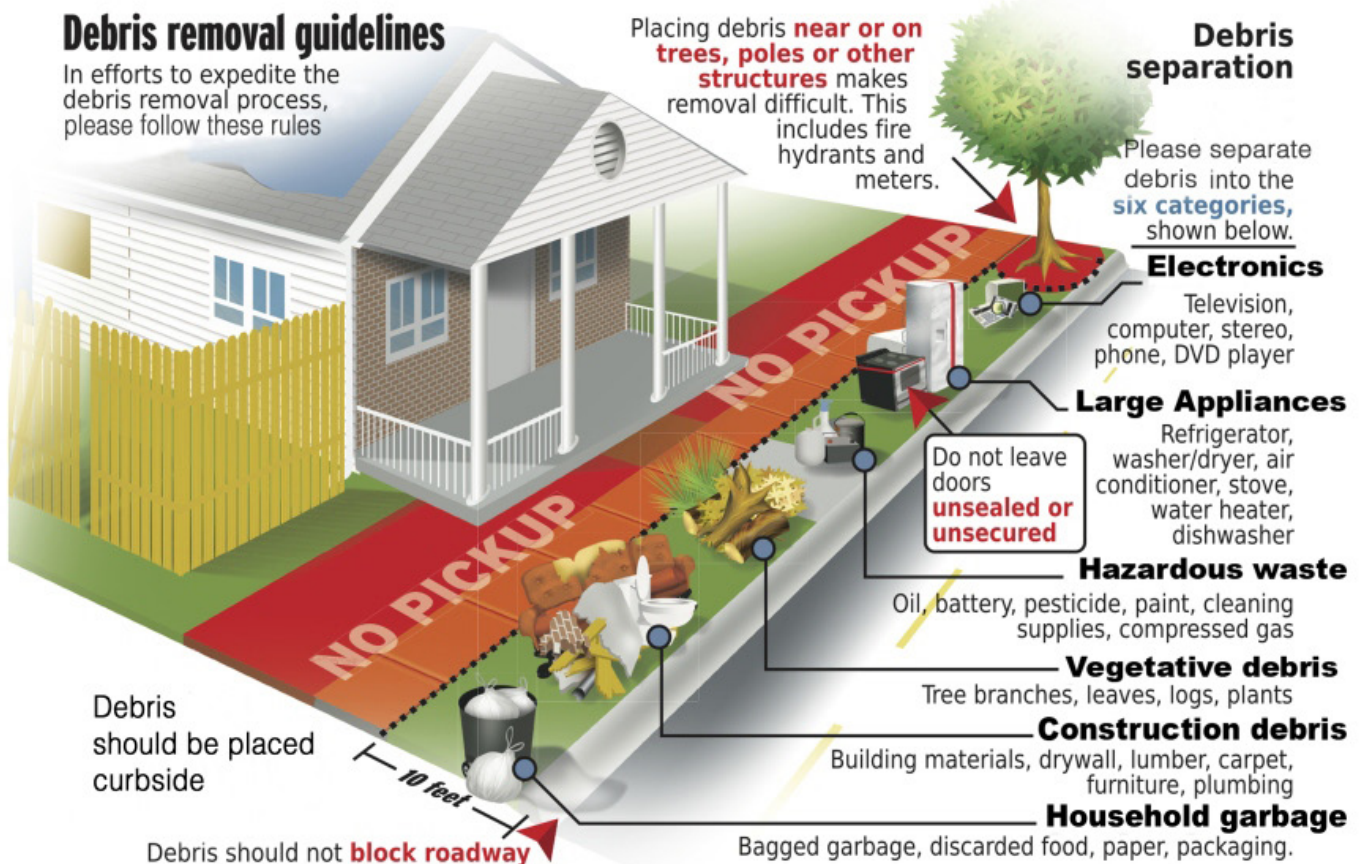 Debris removal guidelines
In efforts to expedite the
debris removal process,
please follow these rules
Placing debris near or on
trees, poles or other
structures makes
removal difficult. This
includes fire
hydrants and
meters.
Debris
separation
Please separate
debris into the
six categories,
shown below.
Electronics
Television,
computer, stereo,
phone, DVD player
Large Appliances
Refrigerator,
washer/dryer, air
conditioner, stove,
water heater,
dishwasher
Do not leave
doors
unsealed or
unsecured
Hazardous waste
Oil, battery, pesticide, paint, cleaning
supplies, compressed gas
Vegetative debris
Tree branches, leaves, logs, plants
Construction debris
Building materials, drywall, lumber, carpet,
furniture, plumbing
Household garbage
Bagged garbage, discarded food, paper, packaging.
NO PICKUP
NO PICKUP
Debris
should be placed
curbside
10 feet
Debris should not block roadway